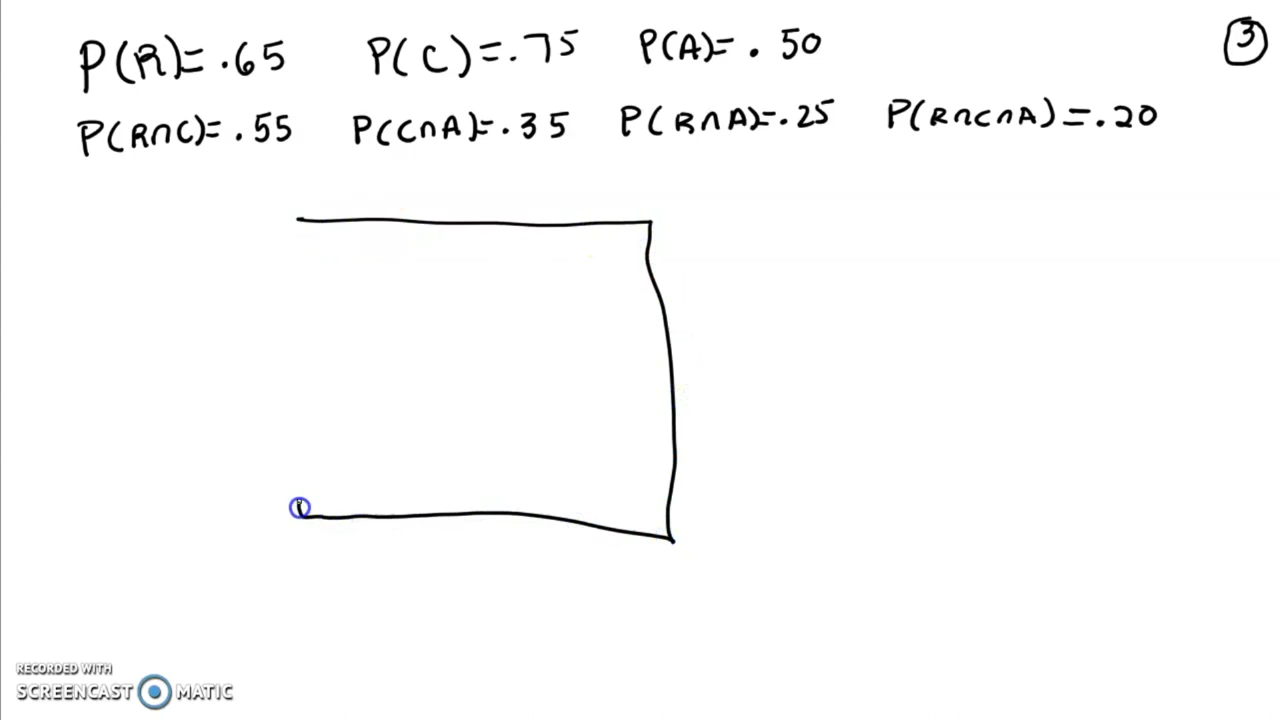 P(R)= .65 P(C)=.75 P(A)= .50 3
P(R∩C)= .55 P(C∩A)= .35 P(R∩A)= .25 P(R∩C∩A)=.20
RECORDED WITH
SCREENCAST MATIC